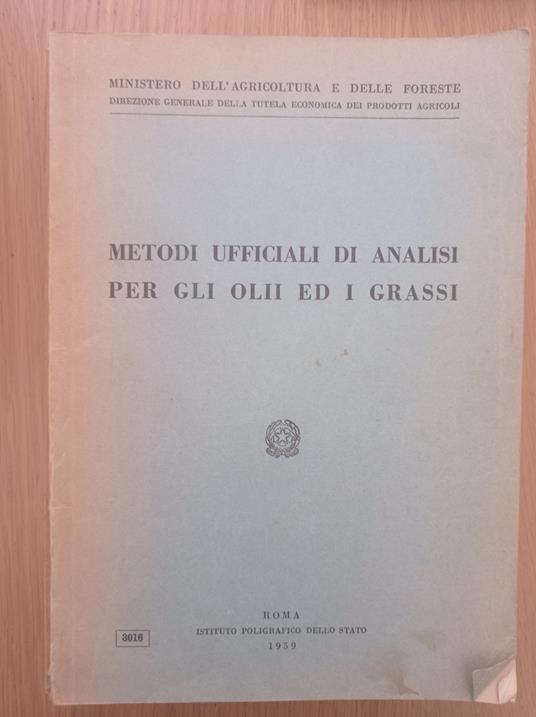 MINISTERO DELL'AGRICOLTURA E DELLE FORESTE
DIREZIONE GENERALE DELLA TUTELA ECONOMICA DEI PRODOTTI AGRICOLI
METODI UFFICIALI DI ANALISI
PER GLI OLII ED I GRASSI
ROMA
ISTITUTO POLIGRAFICO DELLO STATO
1959
3016